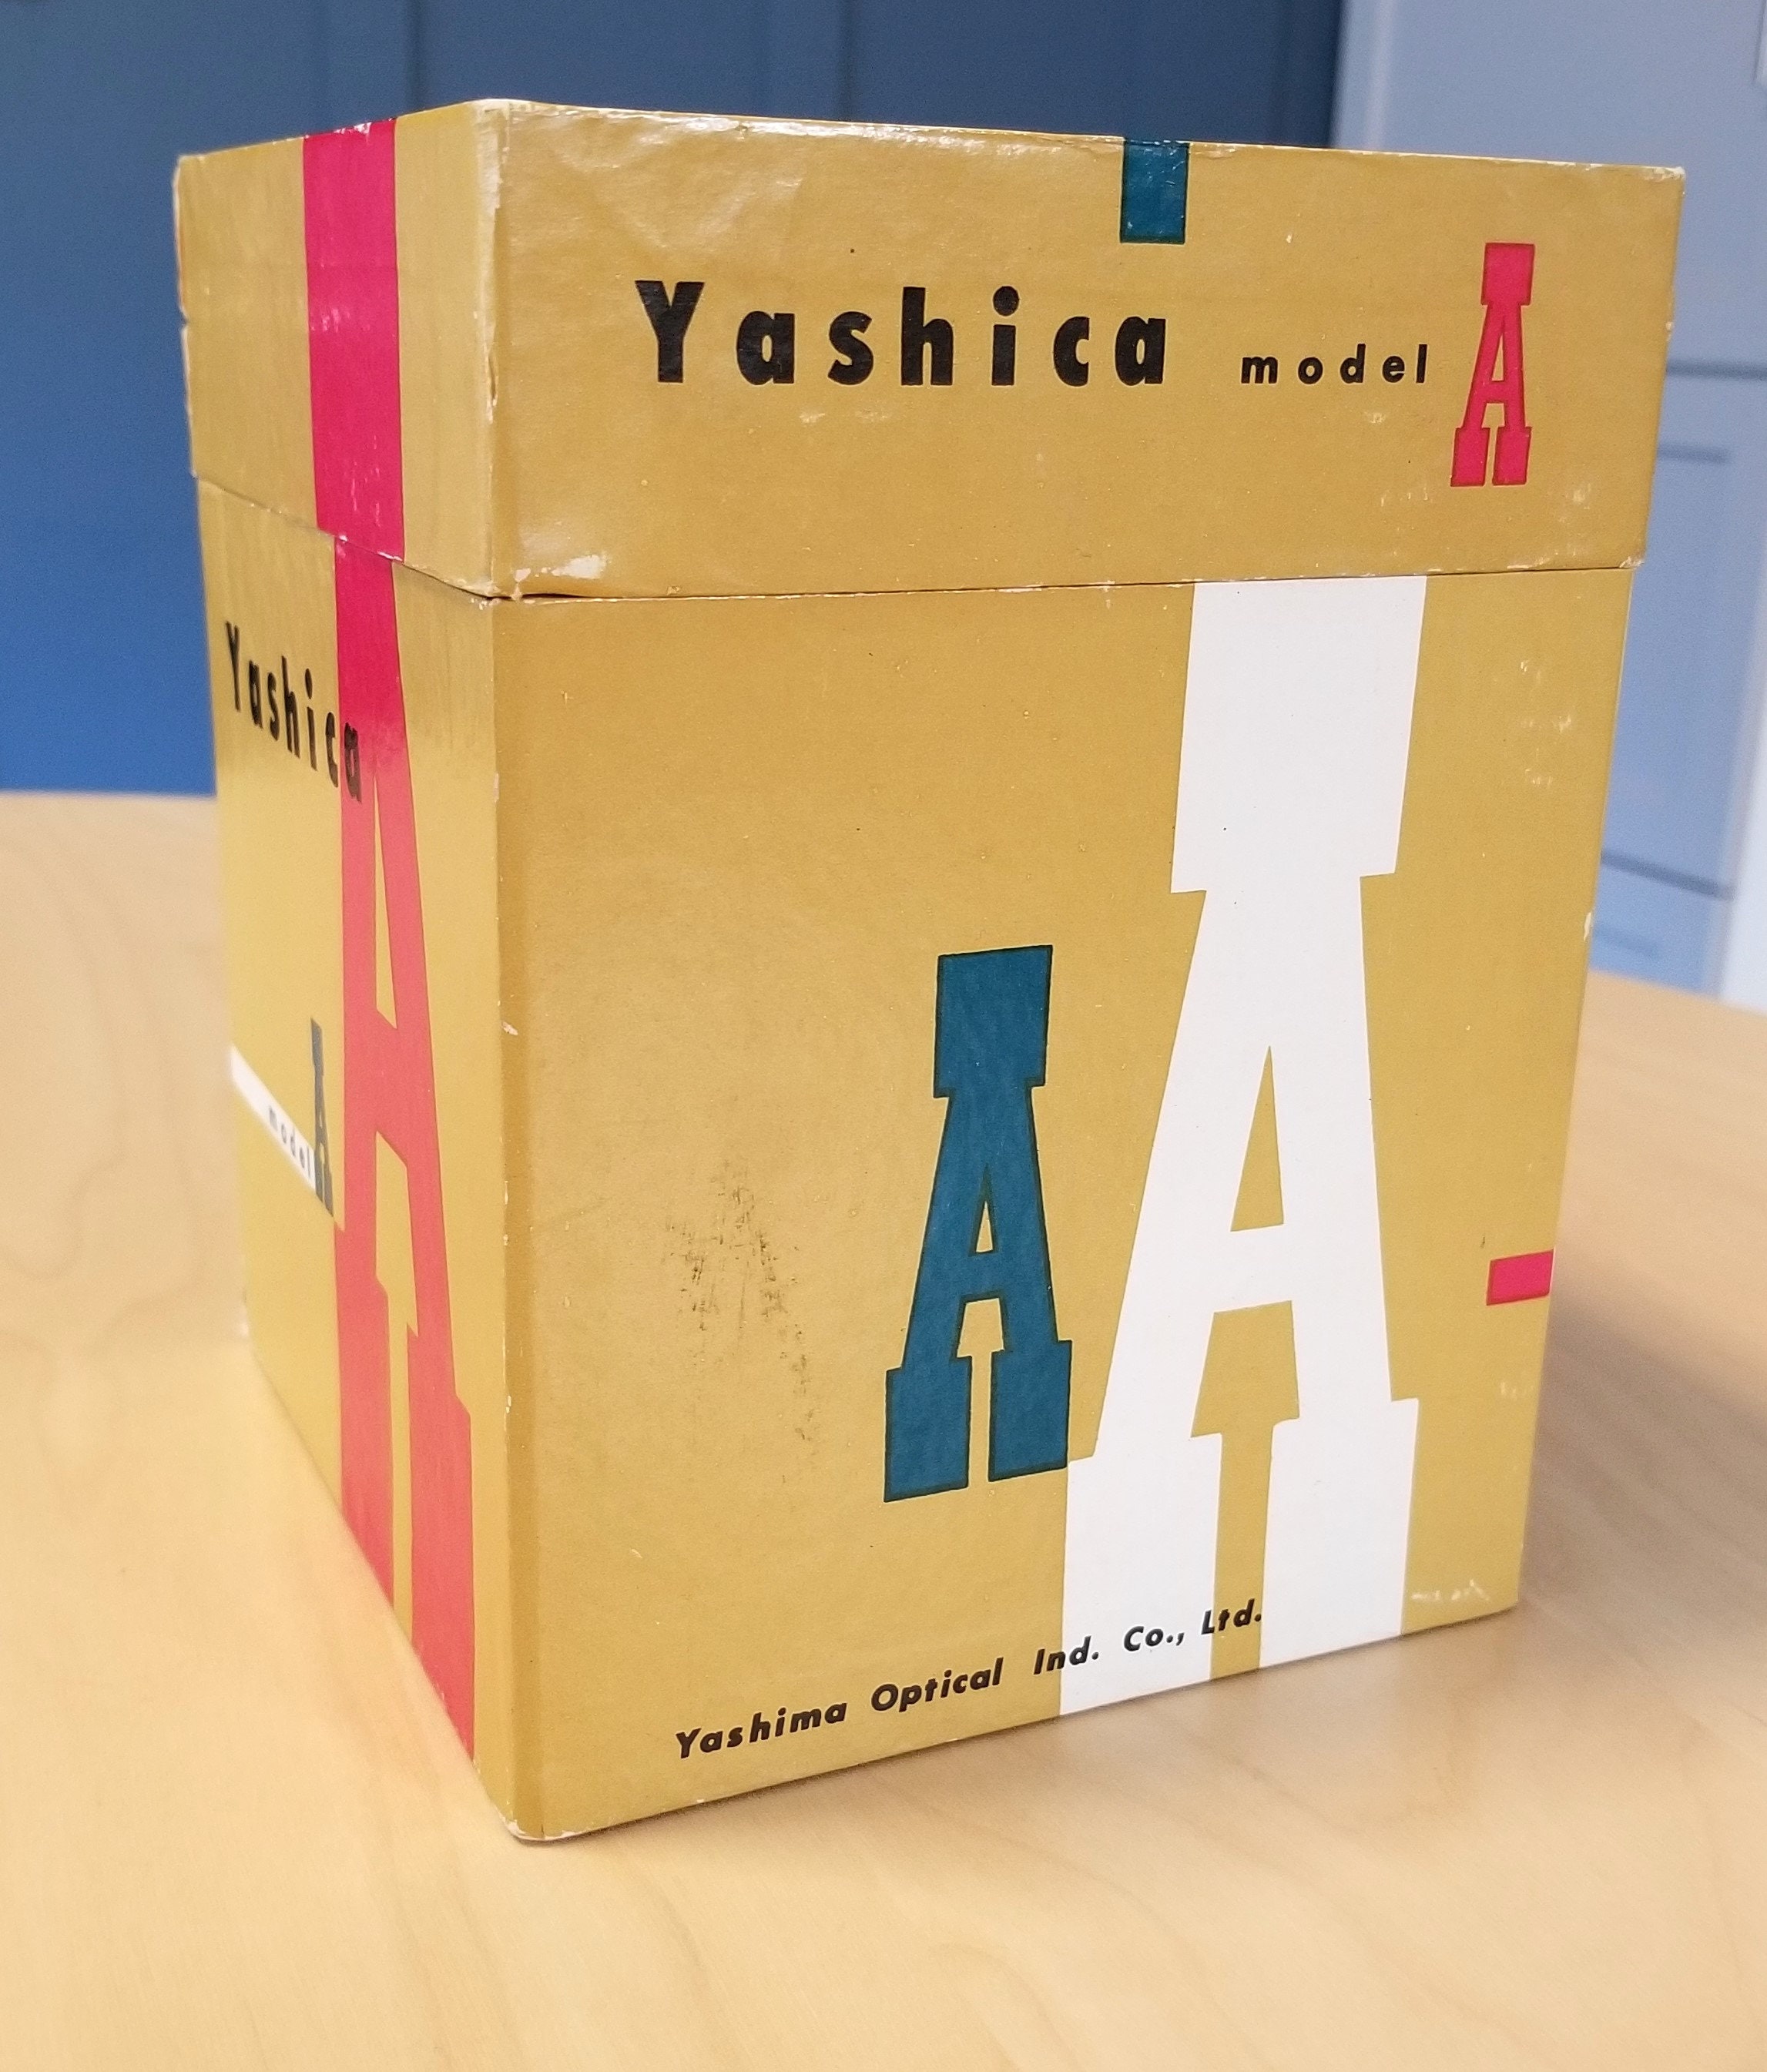 Yashica model A
A A
Yashima Optical Ind. Co., Ltd.
Yashica
A
model A